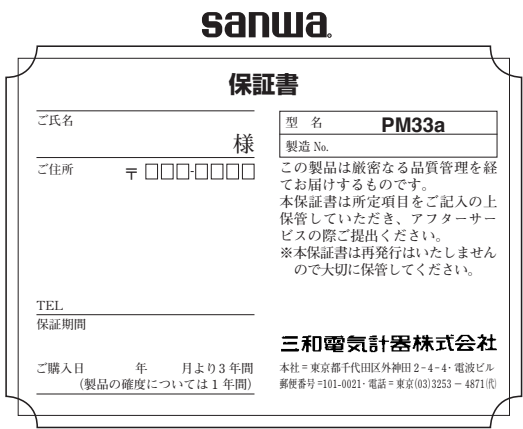 sanwa®
保証書
ご氏名
様
ご住所 〒 □□□-□□□□
TEL
保証期間
ご購入日 年 月より3年間
(製品の確度については1年間)
型 名 PM33a
製造 No.
この製品は厳密なる品質管理を経
てお届けするものです。
本保証書は所定項目をご記入の上
保管していただき、アフターサー
ビスの際ご提出ください。
※本保証書は再発行はいたしません
ので大切に保管してください。
三和電気計器株式会社
本社=東京都千代田区外神田2-4-4・電波ビル
郵便番号=101-0021・電話=東京(03)3253-4871㈹